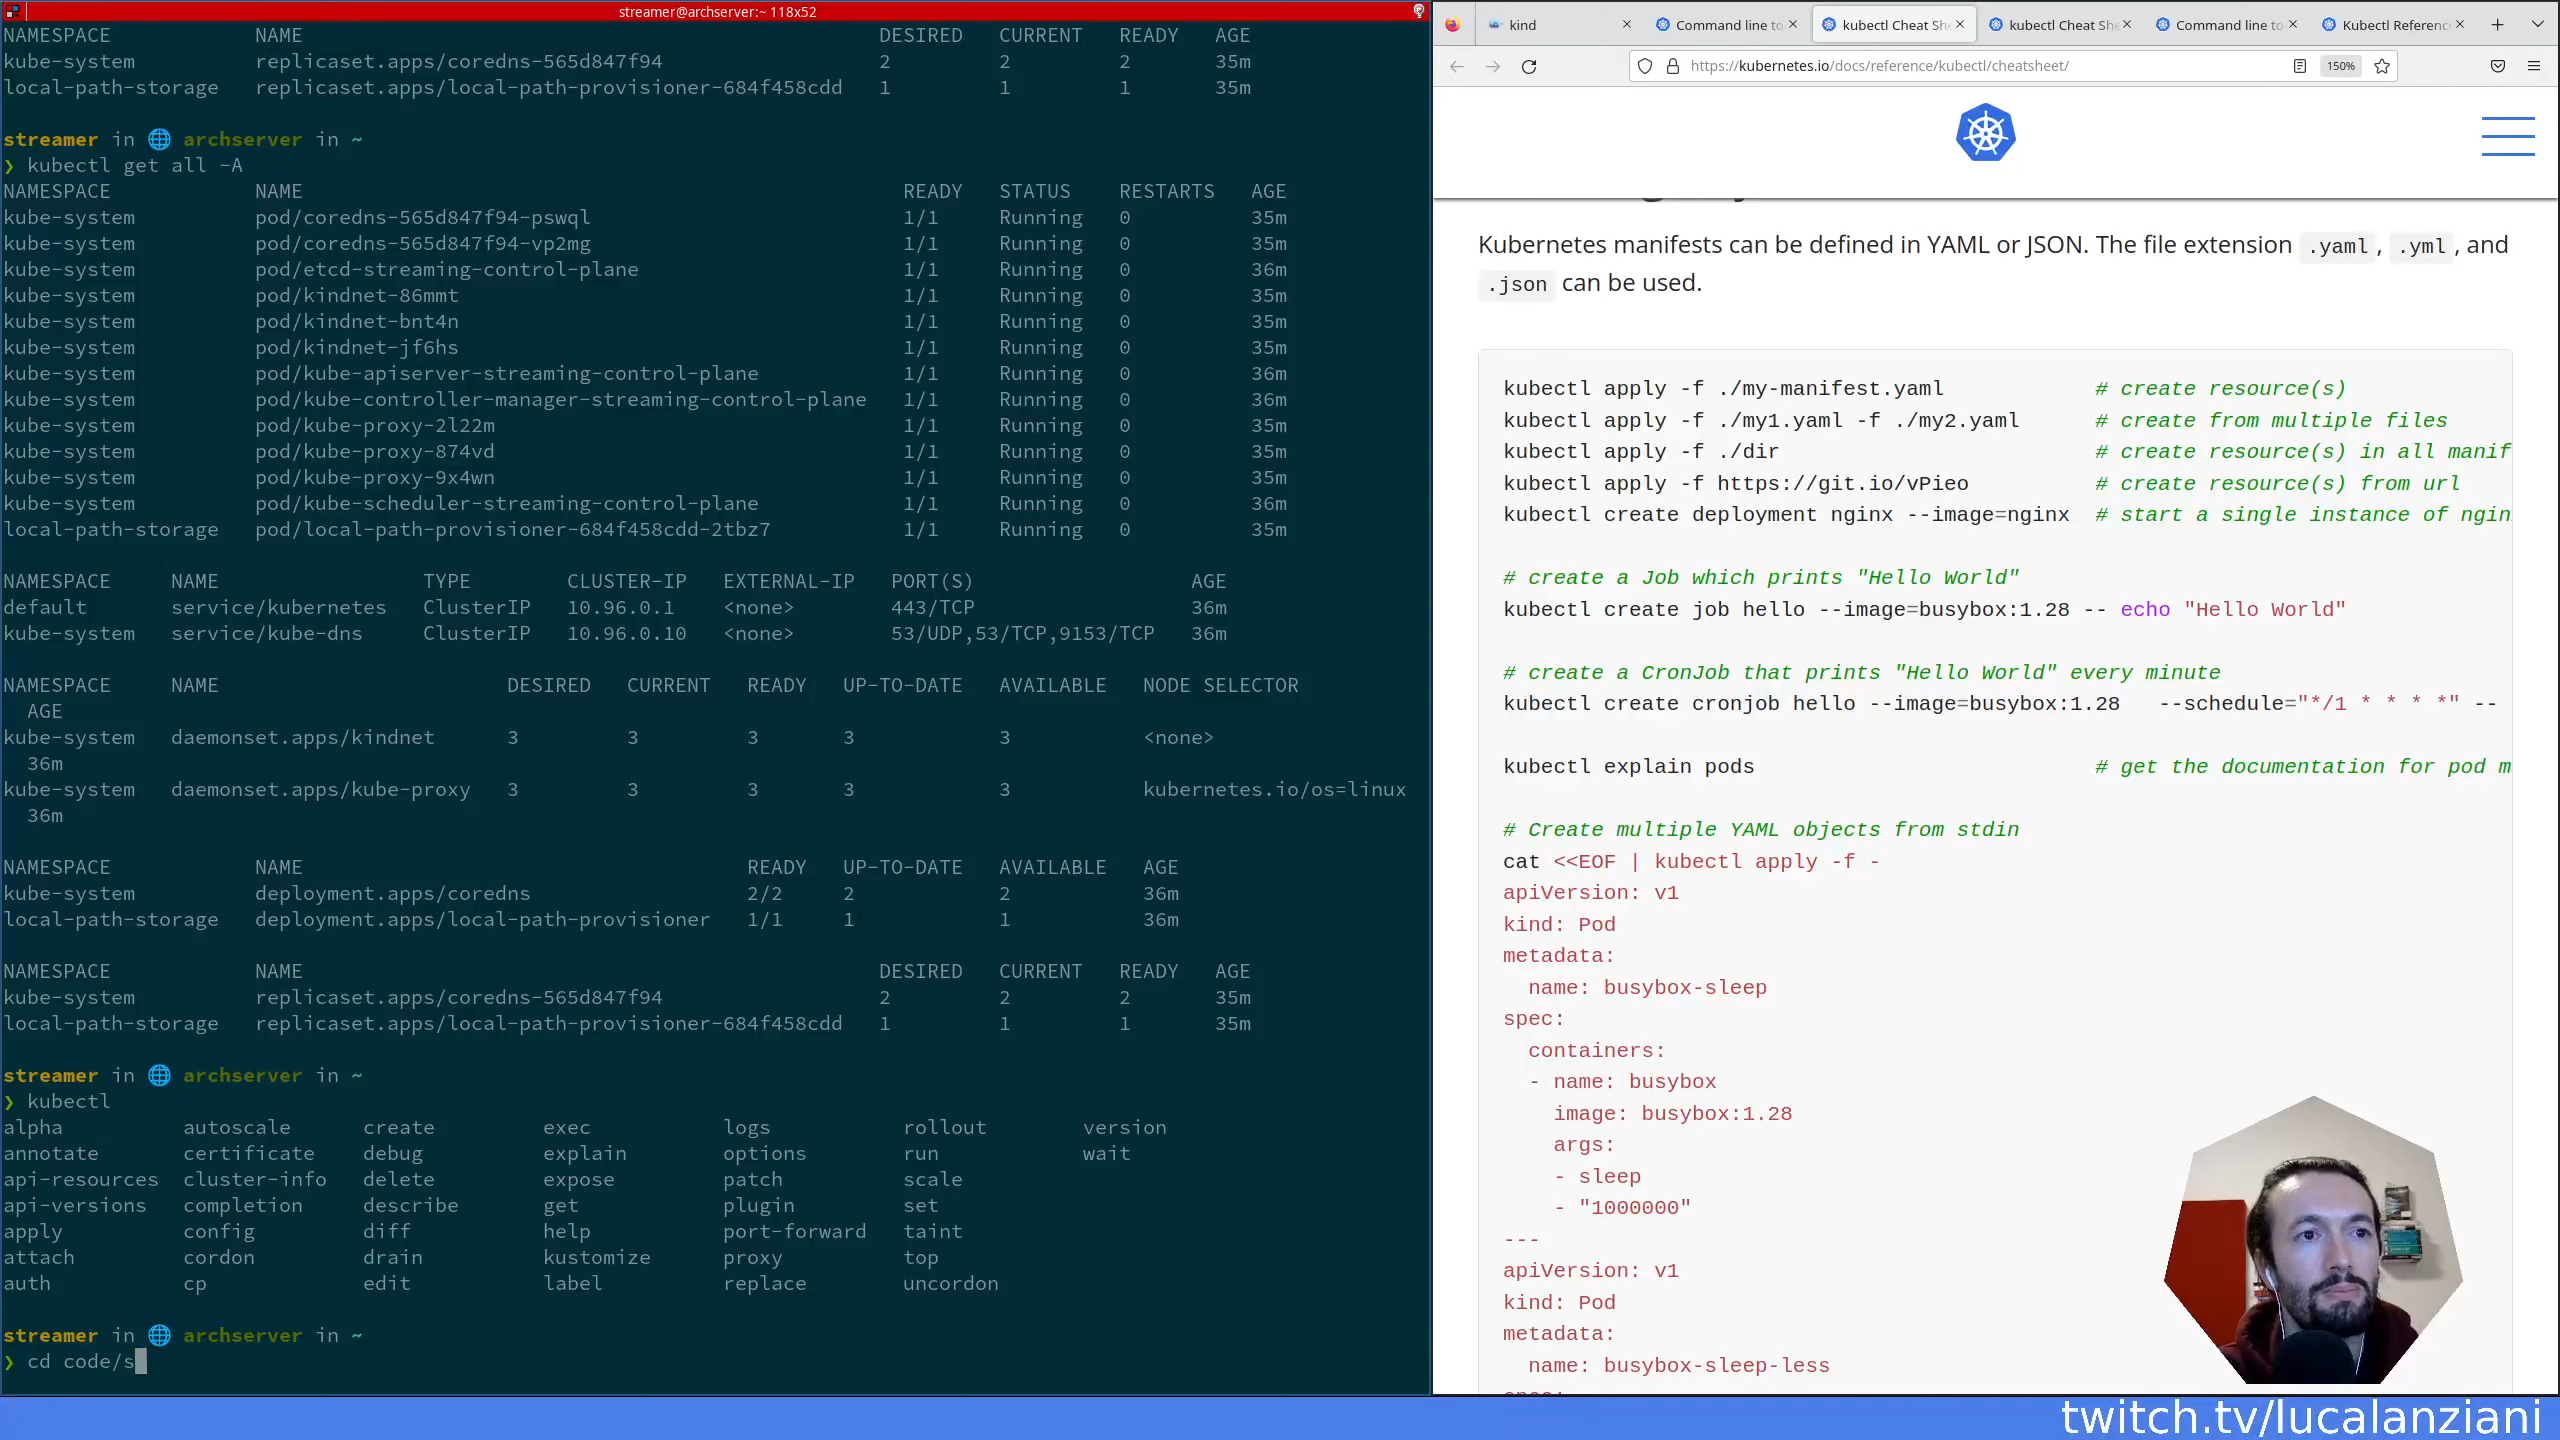 streamer@archserver:~ 118x52
NAMESPACE NAME DESIRED CURRENT READY AGE
kube-system replicaset.apps/coredns-565d847f94 2 2 2 35m
local-path-storage replicaset.apps/local-path-provisioner-684f458cdd 1 1 1 35m
streamer in archserver in ~
❯ kubectl get all -A
NAMESPACE NAME READY STATUS RESTARTS AGE
kube-system pod/coredns-565d847f94-pswql 1/1 Running 0 35m
kube-system pod/coredns-565d847f94-vp2mg 1/1 Running 0 35m
kube-system pod/etcd-streaming-control-plane 1/1 Running 0 36m
kube-system pod/kindnet-86mmt 1/1 Running 0 35m
kube-system pod/kindnet-bnt4n 1/1 Running 0 35m
kube-system pod/kindnet-jf6hs 1/1 Running 0 35m
kube-system pod/kube-apiserver-streaming-control-plane 1/1 Running 0 36m
kube-system pod/kube-controller-manager-streaming-control-plane 1/1 Running 0 36m
kube-system pod/kube-proxy-2l22m 1/1 Running 0 35m
kube-system pod/kube-proxy-874vd 1/1 Running 0 35m
kube-system pod/kube-proxy-9x4wn 1/1 Running 0 35m
kube-system pod/kube-scheduler-streaming-control-plane 1/1 Running 0 36m
local-path-storage pod/local-path-provisioner-684f458cdd-2tbz7 1/1 Running 0 35m
NAMESPACE NAME TYPE CLUSTER-IP EXTERNAL-IP PORT(S) AGE
default service/kubernetes ClusterIP 10.96.0.1 <none> 443/TCP 36m
kube-system service/kube-dns ClusterIP 10.96.0.10 <none> 53/UDP,53/TCP,9153/TCP 36m
NAMESPACE NAME DESIRED CURRENT READY UP-TO-DATE AVAILABLE NODE SELECTOR
AGE
kube-system daemonset.apps/kindnet 3 3 3 3 3 <none>
36m
kube-system daemonset.apps/kube-proxy 3 3 3 3 3 kubernetes.io/os=linux
36m
NAMESPACE NAME READY UP-TO-DATE AVAILABLE AGE
kube-system deployment.apps/coredns 2/2 2 2 36m
local-path-storage deployment.apps/local-path-provisioner 1/1 1 1 36m
NAMESPACE NAME DESIRED CURRENT READY AGE
kube-system replicaset.apps/coredns-565d847f94 2 2 2 35m
local-path-storage replicaset.apps/local-path-provisioner-684f458cdd 1 1 1 35m
streamer in archserver in ~
❯ kubectl
alpha autoscale create exec logs rollout version
annotate certificate debug explain options run wait
api-resources cluster-info delete expose patch scale
api-versions completion describe get plugin set
apply config diff help port-forward taint
attach cordon drain kustomize proxy top
auth cp edit label replace uncordon
streamer in archserver in ~
❯ cd code/s
kind
Command line to
kubectl Cheat She
kubectl Cheat She
Command line to
Kubectl Referenc
https://kubernetes.io/docs/reference/kubectl/cheatsheet/
150%
Kubernetes manifests can be defined in YAML or JSON. The file extension .yaml, .yml, and
.json can be used.
kubectl apply -f ./my-manifest.yaml # create resource(s)
kubectl apply -f ./my1.yaml -f ./my2.yaml # create from multiple files
kubectl apply -f ./dir # create resource(s) in all manif
kubectl apply -f https://git.io/vPieo # create resource(s) from url
kubectl create deployment nginx --image=nginx # start a single instance of ngin
# create a Job which prints "Hello World"
kubectl create job hello --image=busybox:1.28 -- echo "Hello World"
# create a CronJob that prints "Hello World" every minute
kubectl create cronjob hello --image=busybox:1.28 --schedule="*/1 * * * *" --
kubectl explain pods # get the documentation for pod m
# Create multiple YAML objects from stdin
cat <<EOF | kubectl apply -f -
apiVersion: v1
kind: Pod
metadata:
name: busybox-sleep
spec:
containers:
- name: busybox
image: busybox:1.28
args:
- sleep
- "1000000"
---
apiVersion: v1
kind: Pod
metadata:
name: busybox-sleep-less
twitch.tv/lucalanziani